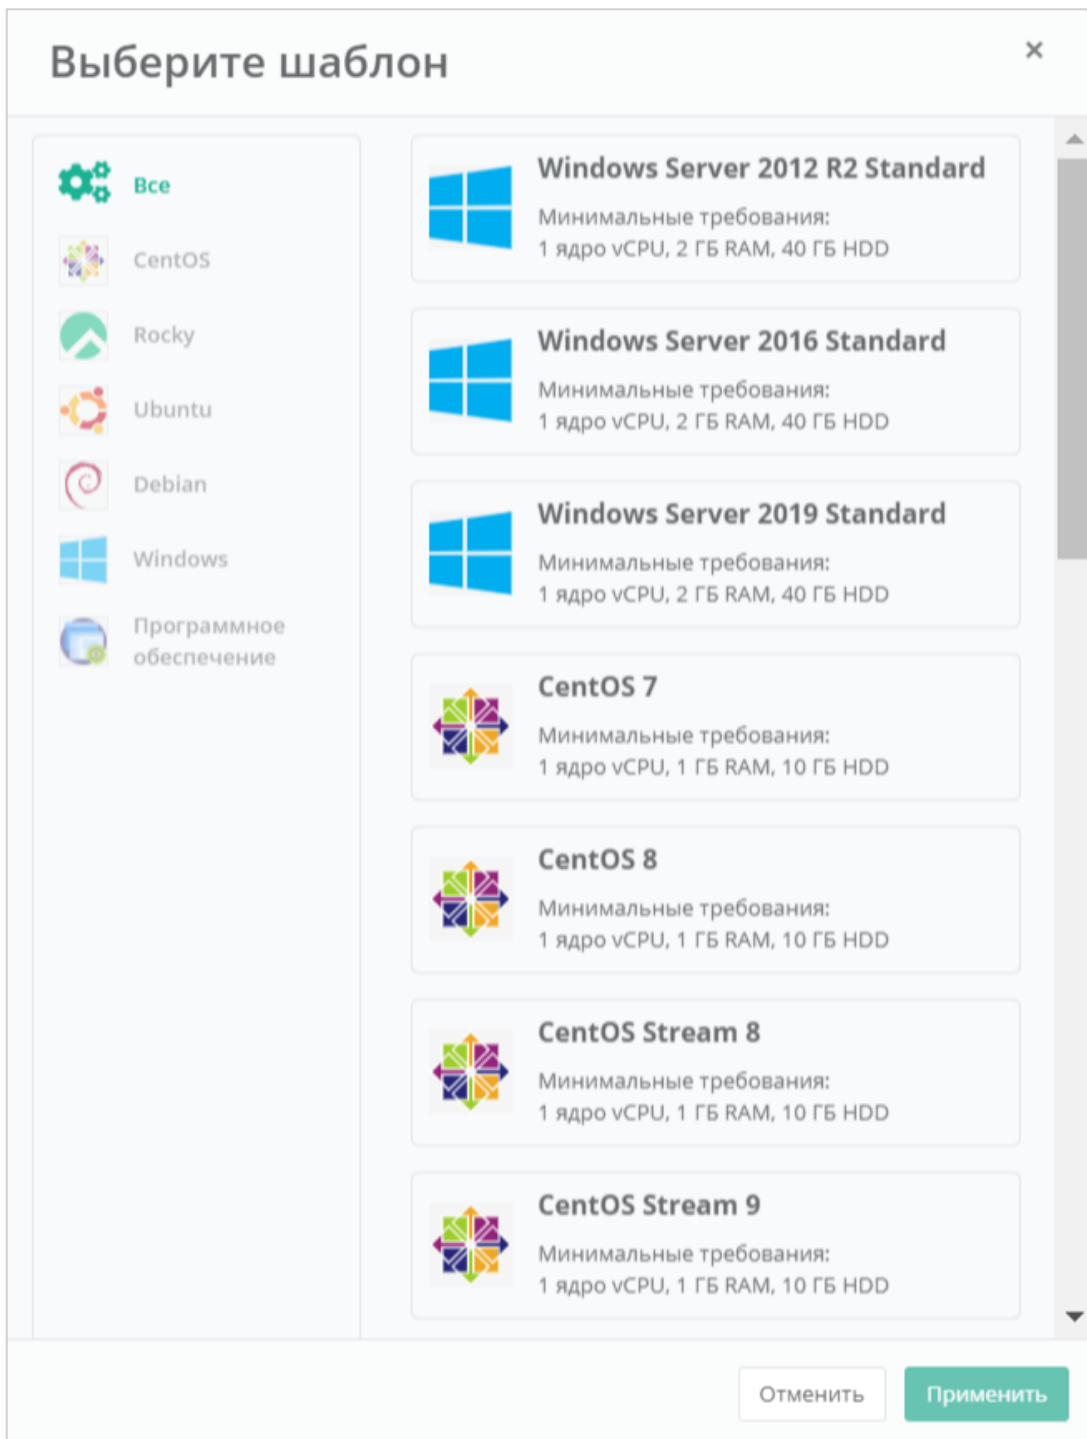 Выберите шаблон
×
Все
CentOS
Rocky
Ubuntu
Debian
Windows
Программное
обеспечение
Windows Server 2012 R2 Standard
Минимальные требования:
1 ядро vCPU, 2 ГБ RAM, 40 ГБ HDD
Windows Server 2016 Standard
Минимальные требования:
1 ядро vCPU, 2 ГБ RAM, 40 ГБ HDD
Windows Server 2019 Standard
Минимальные требования:
1 ядро vCPU, 2 ГБ RAM, 40 ГБ HDD
CentOS 7
Минимальные требования:
1 ядро vCPU, 1 ГБ RAM, 10 ГБ HDD
CentOS 8
Минимальные требования:
1 ядро vCPU, 1 ГБ RAM, 10 ГБ HDD
CentOS Stream 8
Минимальные требования:
1 ядро vCPU, 1 ГБ RAM, 10 ГБ HDD
CentOS Stream 9
Минимальные требования:
1 ядро vCPU, 1 ГБ RAM, 10 ГБ HDD
Отменить
Применить